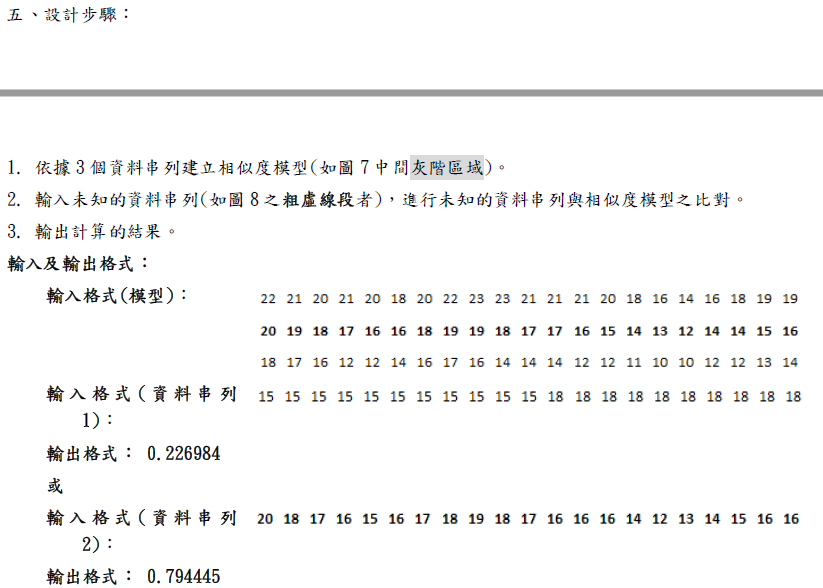 五、設計步驟：
1. 依據3個資料串列建立相似度模型(如圖7中間灰階區域)。
2. 輸入未知的資料串列(如圖8之粗虛線段者)，進行未知的資料串列與相似度模型之比對。
3. 輸出計算的結果。
輸入及輸出格式：
輸入格式(模型)： 22 21 20 21 20 18 20 22 23 23 21 21 21 20 18 16 14 16 18 19 19
20 19 18 17 16 16 18 19 19 18 17 17 16 15 14 13 12 14 14 15 16
18 17 16 12 12 14 16 17 16 14 14 14 12 12 11 10 10 12 12 13 14
輸入格式(資料串列 15 15 15 15 15 15 15 15 15 15 15 18 18 18 18 18 18 18 18 18 18
1)：
輸出格式： 0.226984
或
輸入格式(資料串列 20 18 17 16 15 16 17 18 19 18 17 16 16 16 14 12 13 14 15 16 16
2)：
輸出格式： 0.794445